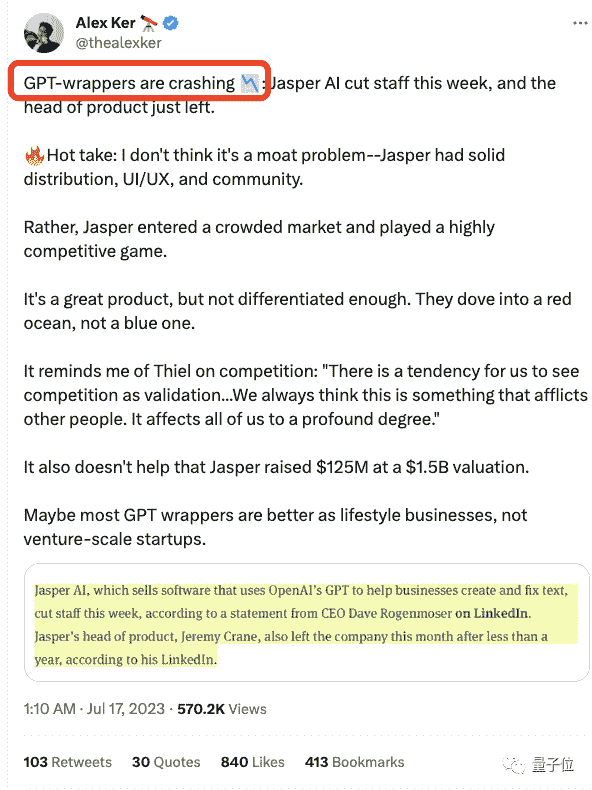 Alex Ker 🔭
@thealexker
GPT-wrappers are crashing 📉: Jasper AI cut staff this week, and the
head of product just left.
🔥Hot take: I don't think it's a moat problem--Jasper had solid
distribution, UI/UX, and community.
Rather, Jasper entered a crowded market and played a highly
competitive game.
It's a great product, but not differentiated enough. They dove into a red
ocean, not a blue one.
It reminds me of Thiel on competition: "There is a tendency for us to see
competition as validation...We always think this is something that afflicts
other people. It affects all of us to a profound degree."
It also doesn't help that Jasper raised $125M at a $1.5B valuation.
Maybe most GPT wrappers are better as lifestyle businesses, not
venture-scale startups.
Jasper AI, which sells software that uses OpenAI's GPT to help businesses create and fix text,
cut staff this week, according to a statement from CEO Dave Rogenmoser on LinkedIn.
Jasper's head of product, Jeremy Crane, also left the company this month after less than a
year, according to his LinkedIn.
1:10 AM · Jul 17, 2023 · 570.2K Views
103 Retweets 30 Quotes 840 Likes 413 Bookmarks
量子位